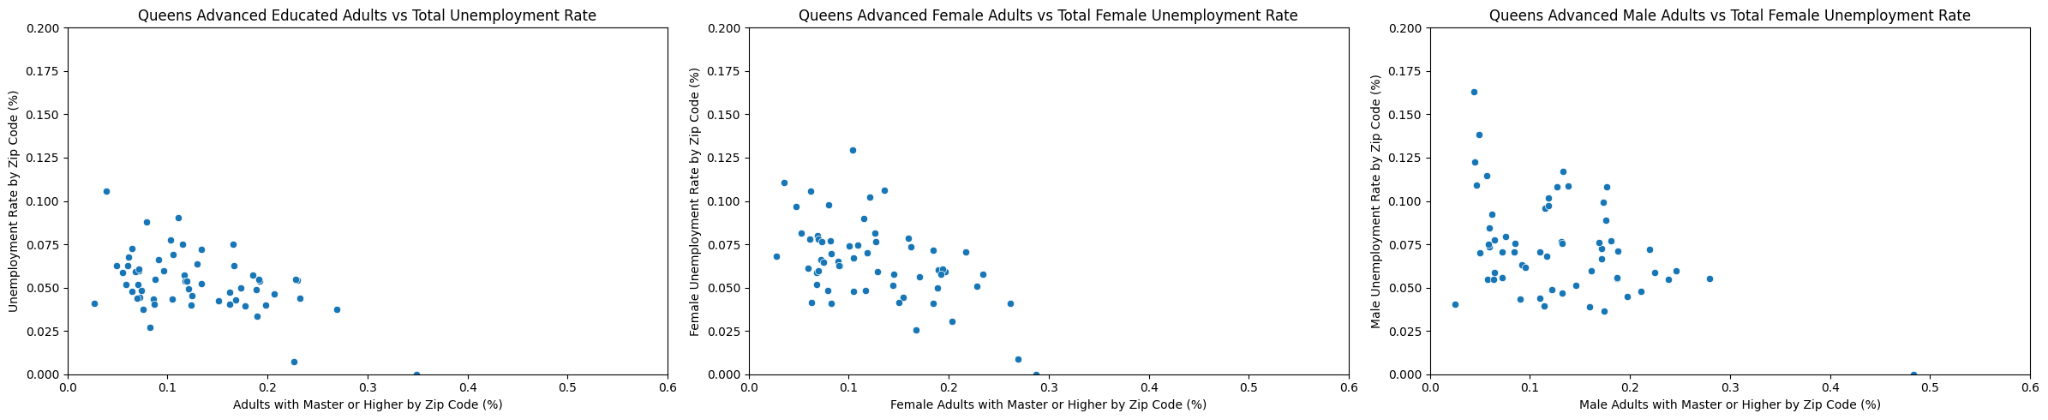 Queens Advanced Educated Adults vs Total Unemployment Rate
Unemployment Rate by Zip Code (%)
0.200
0.175
0.150
0.125
0.100
0.075
0.050
0.025
0.000
0.0 0.1 0.2 0.3 0.4 0.5 0.6
Adults with Master or Higher by Zip Code (%)
Queens Advanced Female Adults vs Total Female Unemployment Rate
Female Unemployment Rate by Zip Code (%)
0.200
0.175
0.150
0.125
0.100
0.075
0.050
0.025
0.000
0.0 0.1 0.2 0.3 0.4 0.5 0.6
Female Adults with Master or Higher by Zip Code (%)
Queens Advanced Male Adults vs Total Female Unemployment Rate
Male Unemployment Rate by Zip Code (%)
0.200
0.175
0.150
0.125
0.100
0.075
0.050
0.025
0.000
0.0 0.1 0.2 0.3 0.4 0.5 0.6
Male Adults with Master or Higher by Zip Code (%)